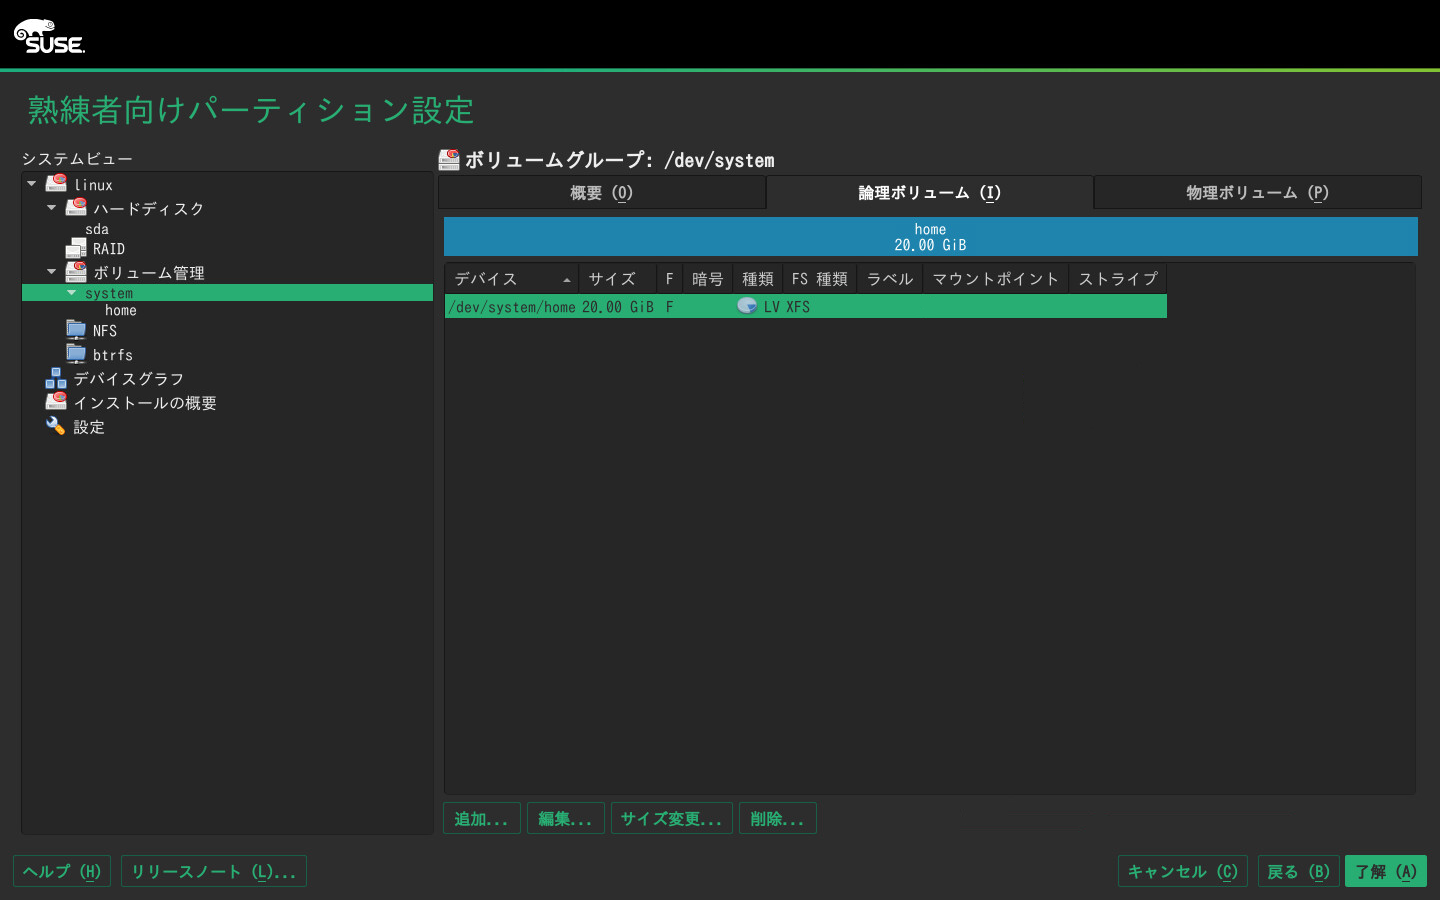 SUSE
熟練者向けパーティション設定
システムビュー
linux
ハードディスク
sda
RAID
ボリューム管理
system
home
NFS
btrfs
デバイスグラフ
インストールの概要
設定
ボリュームグループ: /dev/system
概要 (O) 論理ボリューム (I) 物理ボリューム (P)
home
20.00 GiB
デバイス サイズ F 暗号 種類 FS 種類 ラベル マウントポイント ストライプ
/dev/system/home 20.00 GiB F LV XFS
追加... 編集... サイズ変更... 削除...
ヘルプ (H) リリースノート (L)... キャンセル (C) 戻る (B) 了解 (A)